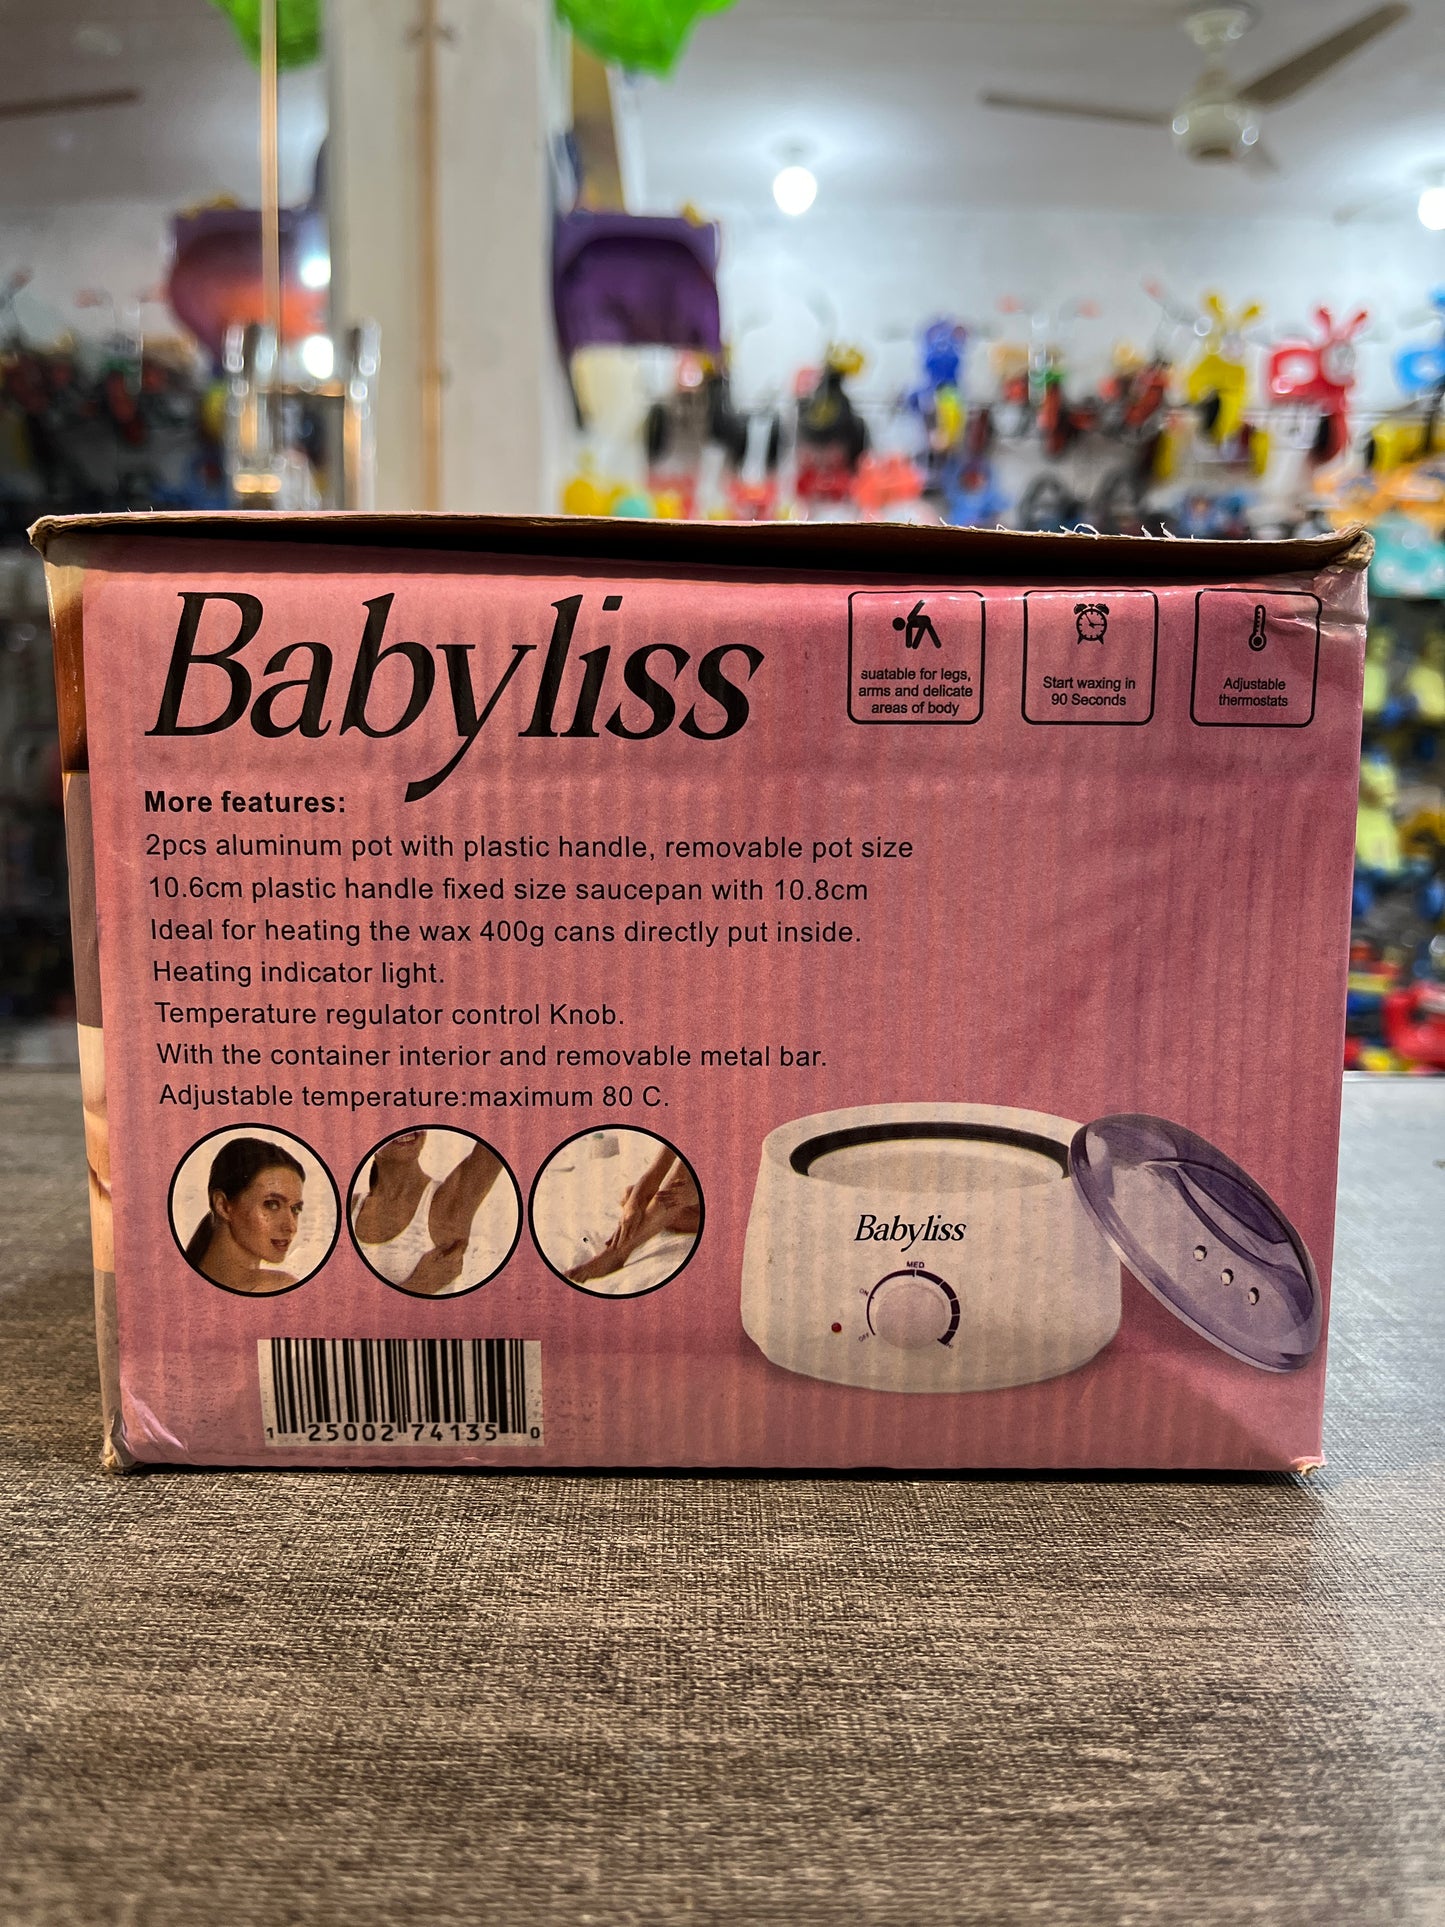 Babyliss
suatable for legs,
arms and delicate
areas of body
Start waxing in
90 Seconds
Adjustable
thermostats
More features:
2pcs aluminum pot with plastic handle, removable pot size
10.6cm plastic handle fixed size saucepan with 10.8cm
Ideal for heating the wax 400g cans directly put inside.
Heating indicator light.
Temperature regulator control Knob.
With the container interior and removable metal bar.
Adjustable temperature:maximum 80 C.
Babyliss
MED
ON
OFF
1 25002 74135 0